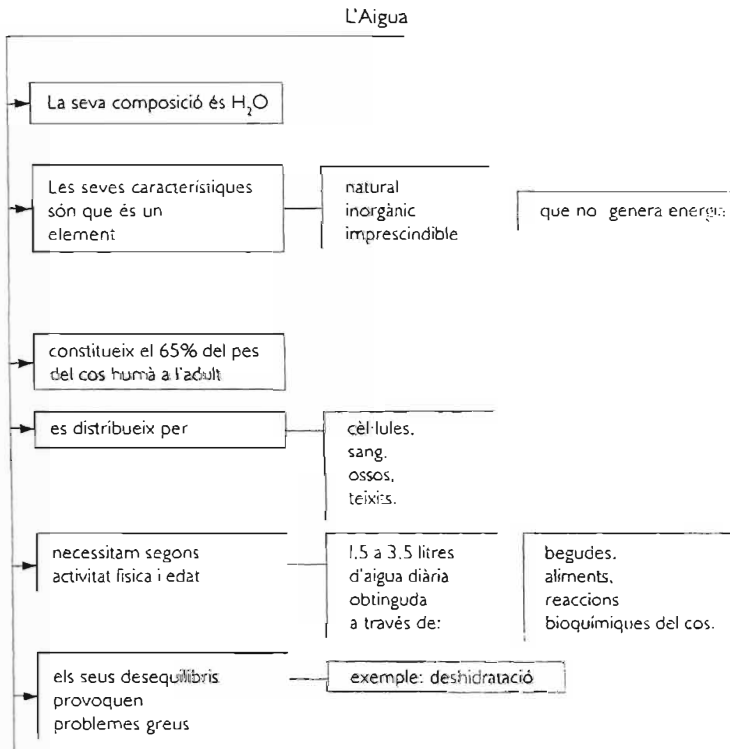 L'Aigua
La seva composició és H₂O
Les seves característiques
són que és un
element
natural
inorgànic
imprescindible
que no genera energia
constitueix el 65% del pes
del cos humà a l'adult
es distribueix per
cèl·lules,
sang,
ossos,
teixits.
necessitam segons
activitat física i edat
1,5 a 3,5 litres
d'aigua diària
obtinguda
a través de:
begudes,
aliments,
reaccions
bioquímiques del cos.
els seus desequilibris
provoquen
problemes greus
exemple: deshidratació